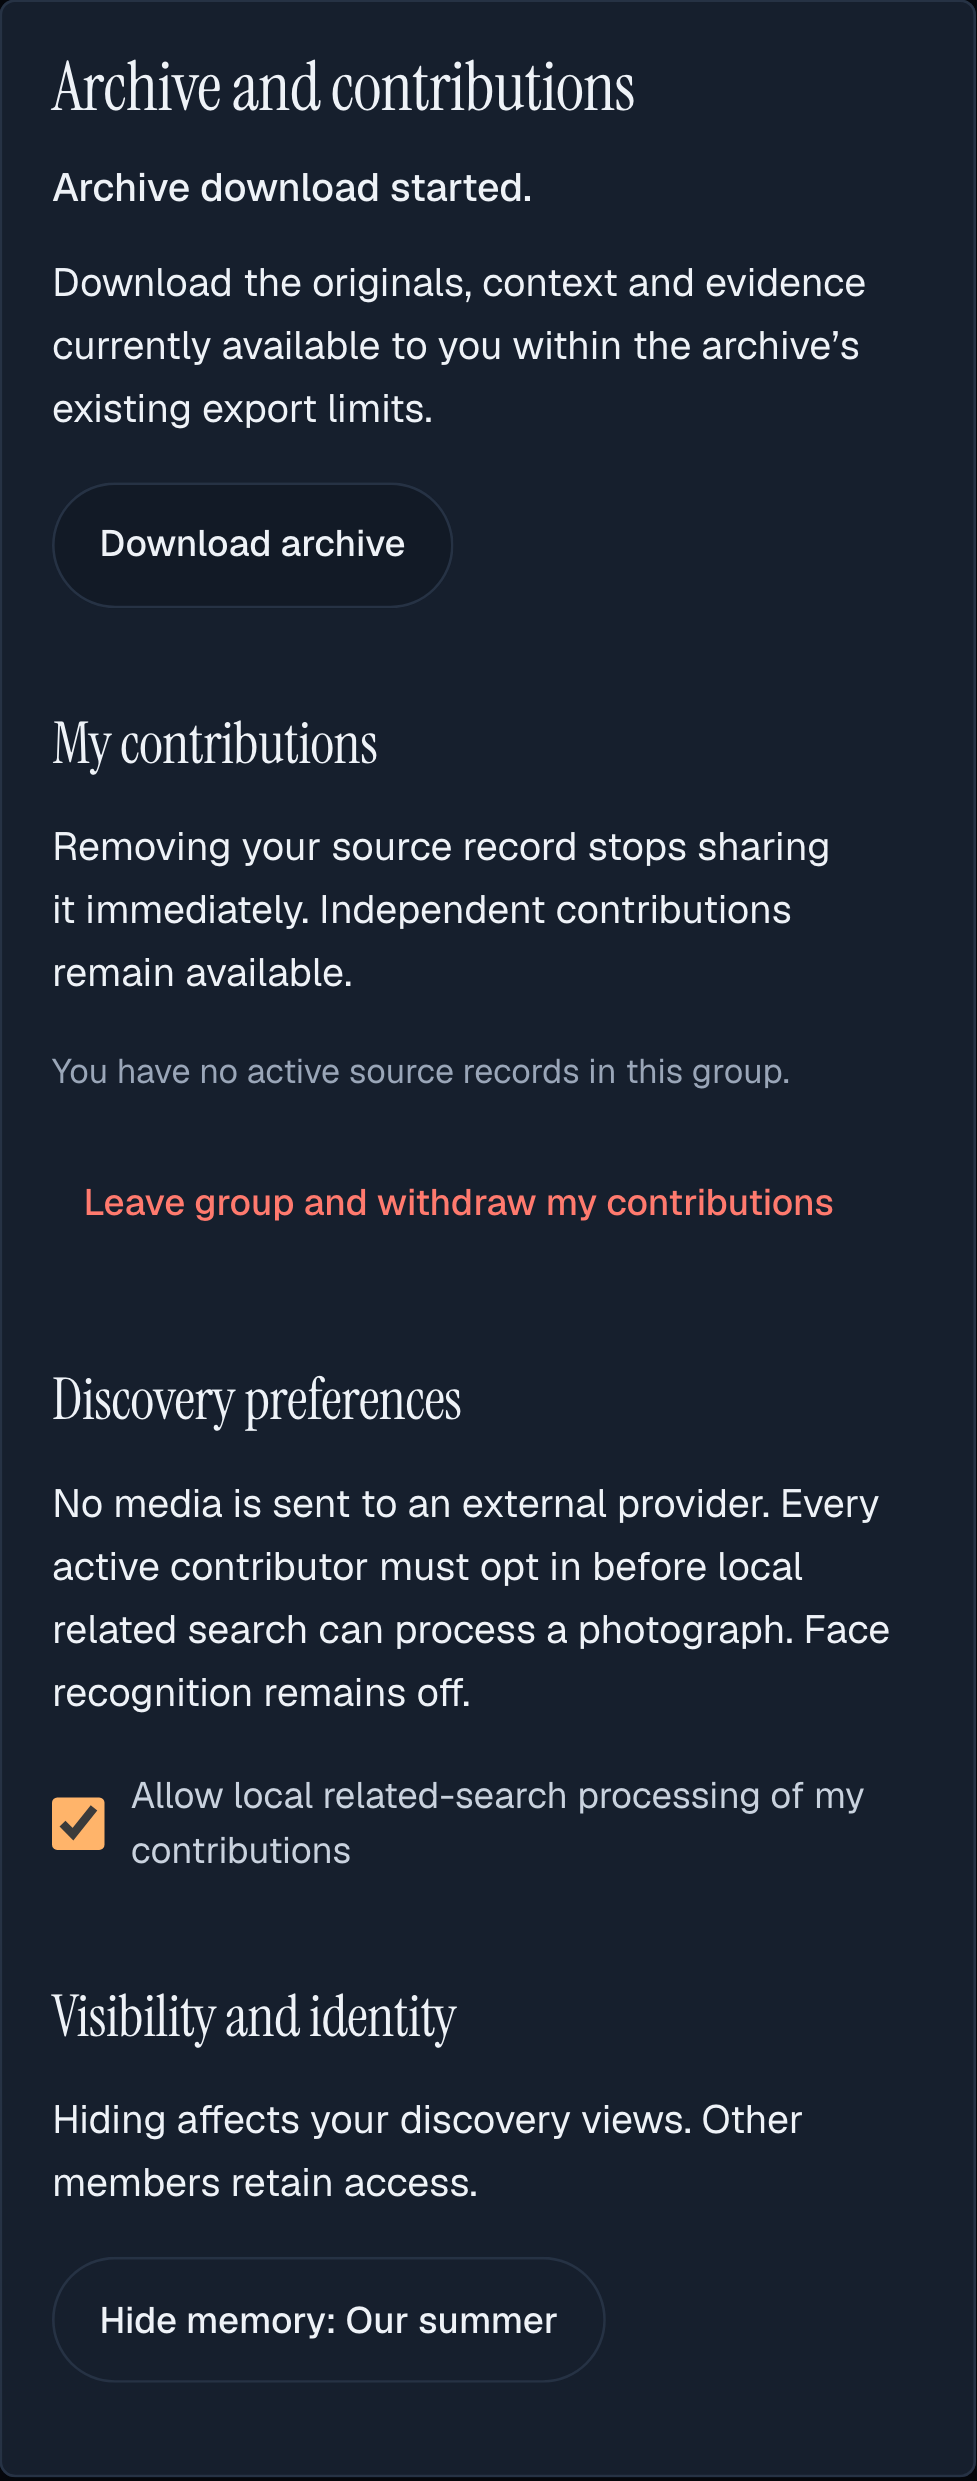 Archive and contributions
Archive download started.
Download the originals, context and evidence
currently available to you within the archive’s
existing export limits.
Download archive
My contributions
Removing your source record stops sharing
it immediately. Independent contributions
remain available.
You have no active source records in this group.
Leave group and withdraw my contributions
Discovery preferences
No media is sent to an external provider. Every
active contributor must opt in before local
related search can process a photograph. Face
recognition remains off.
Allow local related-search processing of my
contributions
Visibility and identity
Hiding affects your discovery views. Other
members retain access.
Hide memory: Our summer